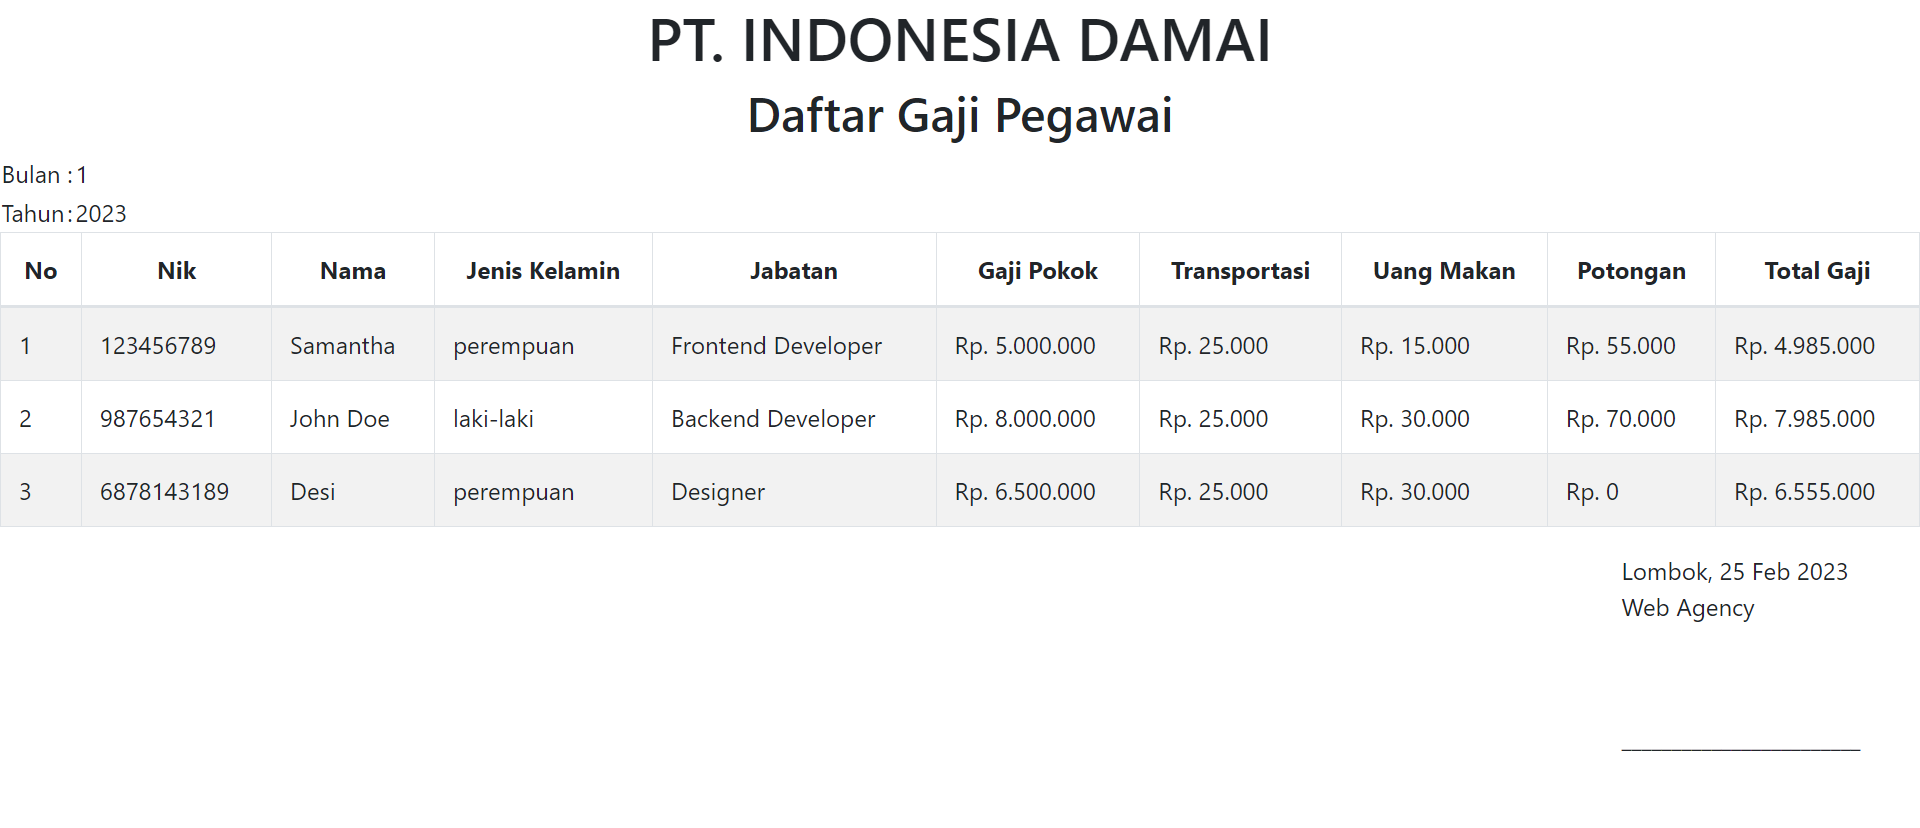 PT. INDONESIA DAMAI
Daftar Gaji Pegawai
Bulan : 1
Tahun : 2023
No Nik Nama Jenis Kelamin Jabatan Gaji Pokok Transportasi Uang Makan Potongan Total Gaji
1 123456789 Samantha perempuan Frontend Developer Rp. 5.000.000 Rp. 25.000 Rp. 15.000 Rp. 55.000 Rp. 4.985.000
2 987654321 John Doe laki-laki Backend Developer Rp. 8.000.000 Rp. 25.000 Rp. 30.000 Rp. 70.000 Rp. 7.985.000
3 6878143189 Desi perempuan Designer Rp. 6.500.000 Rp. 25.000 Rp. 30.000 Rp. 0 Rp. 6.555.000
Lombok, 25 Feb 2023
Web Agency